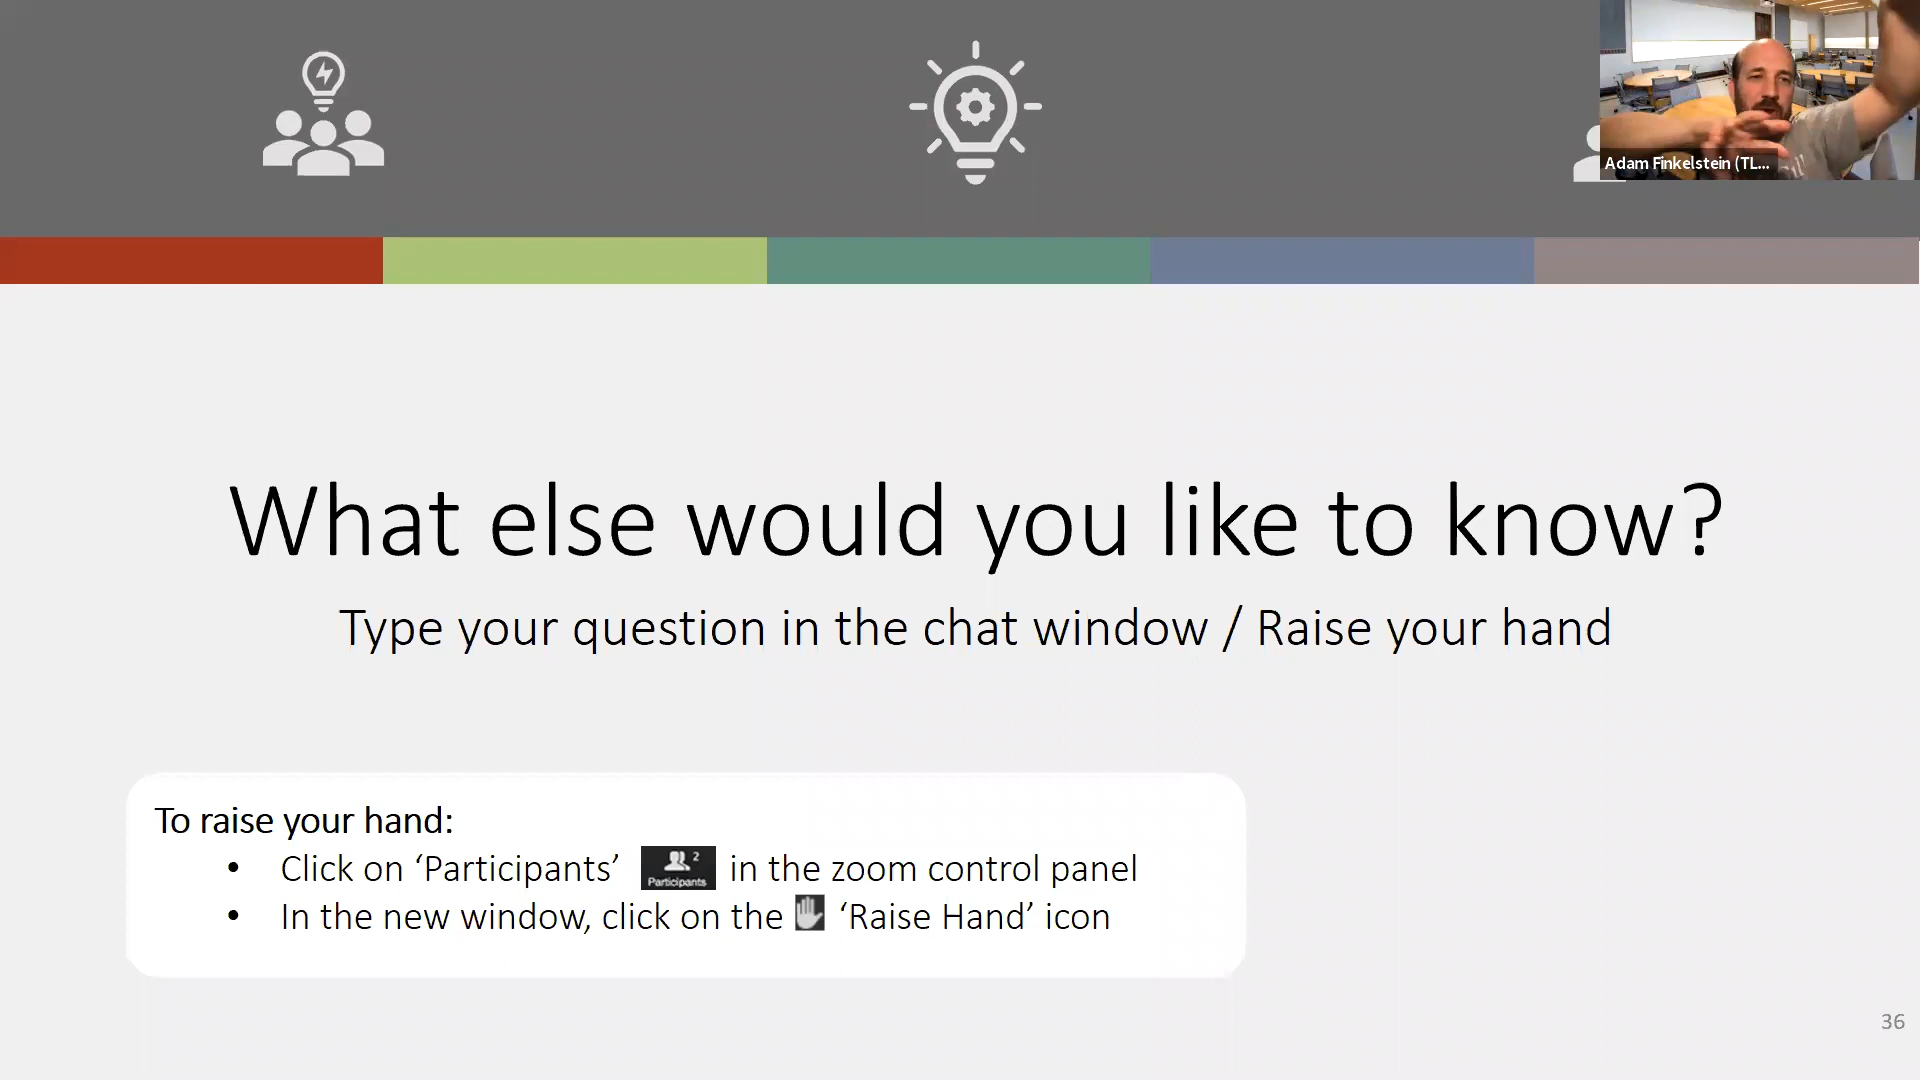 Adam Finkelstein (TL...
What else would you like to know?
Type your question in the chat window / Raise your hand
To raise your hand:
• Click on ‘Participants’ 2 Participants in the zoom control panel
• In the new window, click on the ‘Raise Hand’ icon
36